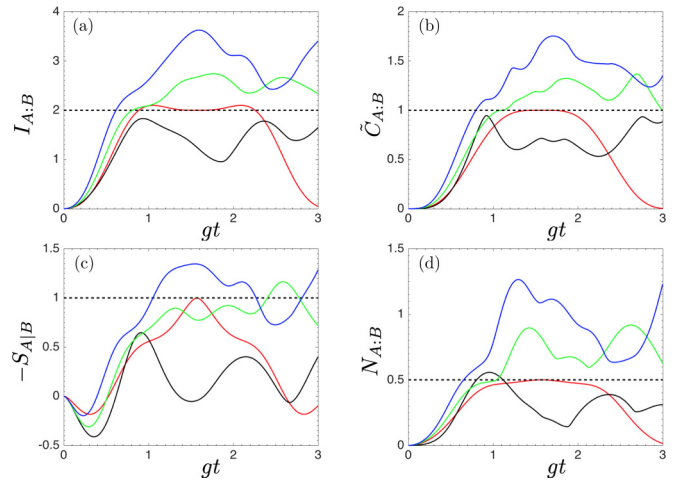 (a)
4
3
2
1
0
0 1 2 3
I_{A:B}
gt
(b)
2
1.5
1
0.5
0
0 1 2 3
C̃_{A:B}
gt
(c)
1.5
1
0.5
0
-0.5
0 1 2 3
-S_{A|B}
gt
(d)
1.5
1
0.5
0
0 1 2 3
N_{A:B}
gt